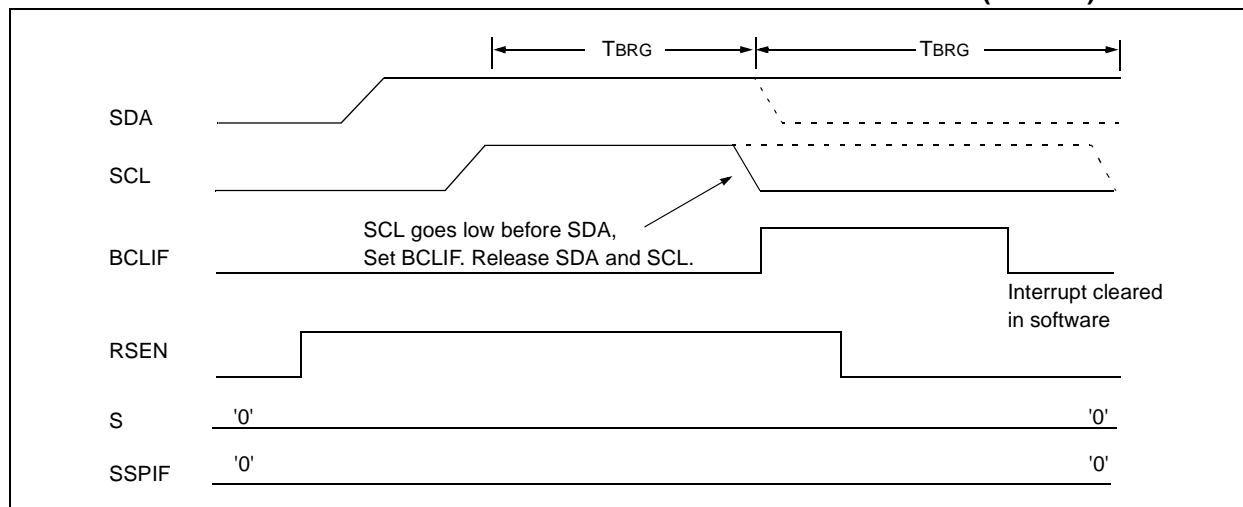 TBRG TBRG
SDA
SCL
SCL goes low before SDA,
Set BCLIF. Release SDA and SCL.
BCLIF
Interrupt cleared
in software
RSEN
S '0' '0'
SSPIF '0' '0'